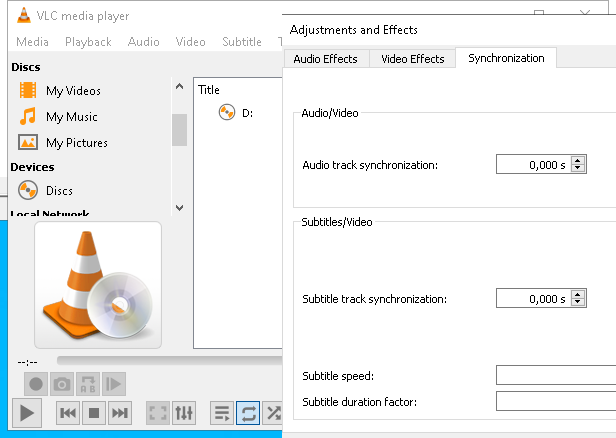 VLC media player
Media Playback Audio Video Subtitle
Discs
My Videos
My Music
My Pictures
Devices
Discs
Local Network
Title
D:
--:--
A B
Adjustments and Effects
Audio Effects Video Effects Synchronization
Audio/Video
Audio track synchronization: 0,000 s
Subtitles/Video
Subtitle track synchronization: 0,000 s
Subtitle speed:
Subtitle duration factor: